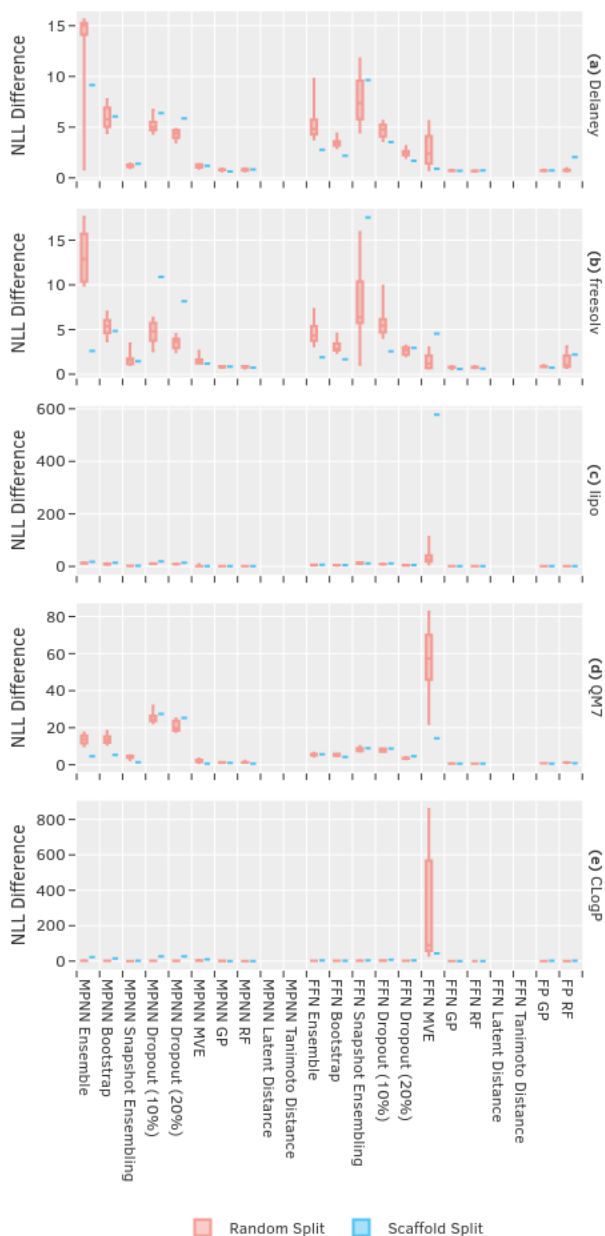 15
10
5
0
NLL Difference
(a) Delaney
15
10
5
0
NLL Difference
(b) freesolv
600
400
200
0
NLL Difference
(c) lipo
80
60
40
20
0
NLL Difference
(d) QM7
800
600
400
200
0
NLL Difference
(e) CLogP
MPNN Ensemble
MPNN Bootstrap
MPNN Snapshot Ensembling
MPNN Dropout (10%)
MPNN Dropout (20%)
MPNN MVE
MPNN GP
MPNN RF
MPNN Latent Distance
MPNN Tanimoto Distance
FFN Ensemble
FFN Bootstrap
FFN Snapshot Ensembling
FFN Dropout (10%)
FFN Dropout (20%)
FFN MVE
FFN GP
FFN RF
FFN Latent Distance
FFN Tanimoto Distance
FP GP
FP RF
Random Split
Scaffold Split